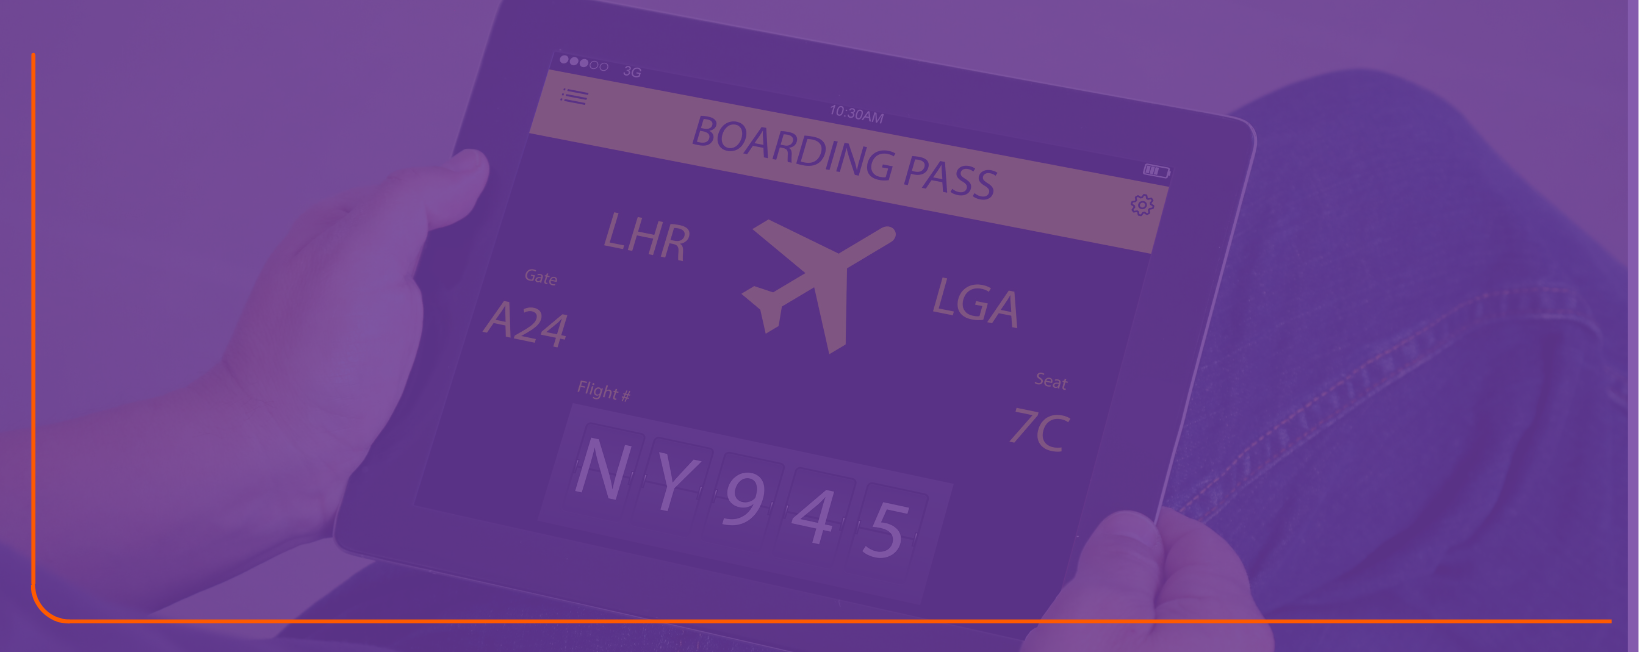 3G
10:30AM
BOARDING PASS
LHR
LGA
Gate
A24
Seat
7C
Flight #
NY945